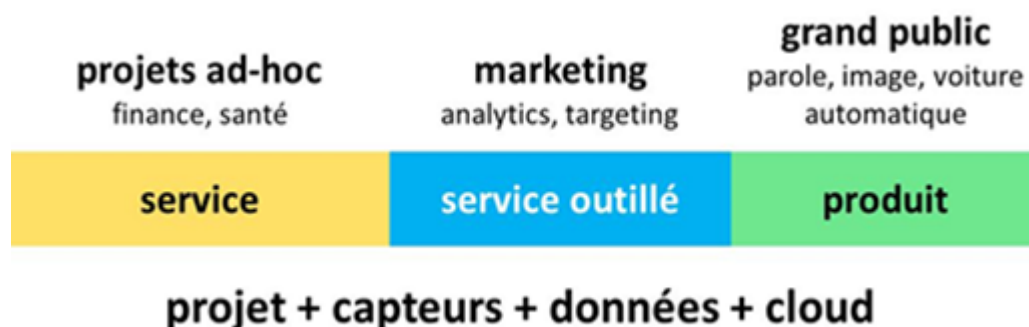 projets ad-hoc
finance, santé
marketing
analytics, targeting
grand public
parole, image, voiture
automatique
service
service outillé
produit
projet + capteurs + données + cloud